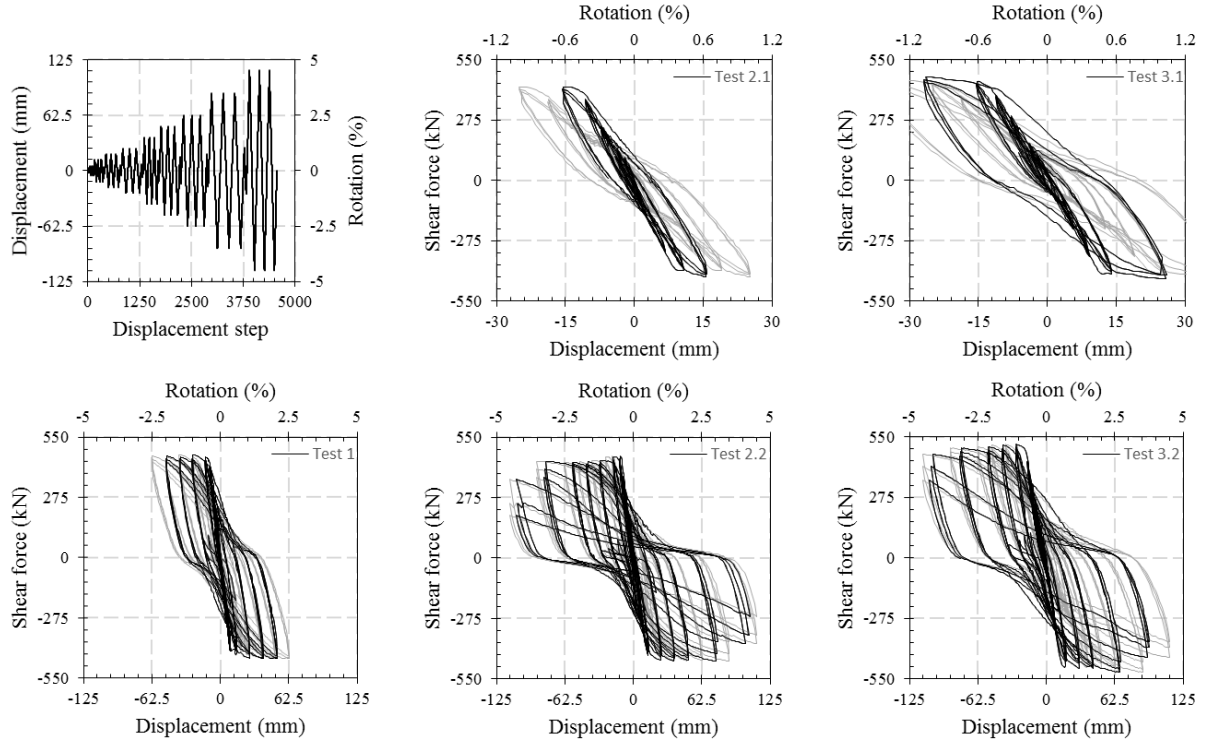 Rotation (%)
Rotation (%)
-1.2 -0.6 0 0.6 1.2
-1.2 -0.6 0 0.6 1.2
125 5
62.5 2.5
0 0
-62.5 -2.5
-125 -5
Displacement (mm)
Rotation (%)
0 1250 2500 3750 5000
Displacement step
550
275
0
-275
-550
Shear force (kN)
Test 2.1
-30 -15 0 15 30
Displacement (mm)
550
275
0
-275
-550
Shear force (kN)
Test 3.1
-30 -15 0 15 30
Displacement (mm)
Rotation (%)
-5 -2.5 0 2.5 5
550
275
0
-275
-550
Shear force (kN)
Test 1
-125 -62.5 0 62.5 125
Displacement (mm)
Rotation (%)
-5 -2.5 0 2.5 5
550
275
0
-275
-550
Shear force (kN)
Test 2.2
-125 -62.5 0 62.5 125
Displacement (mm)
Rotation (%)
-5 -2.5 0 2.5 5
550
275
0
-275
-550
Shear force (kN)
Test 3.2
-125 -62.5 0 62.5 125
Displacement (mm)